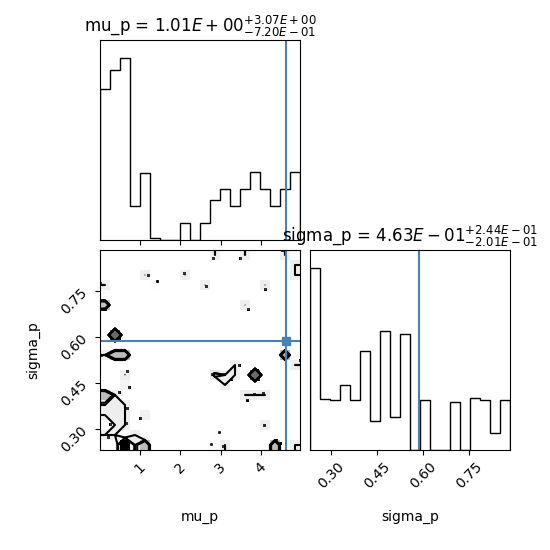 mu_p = 1.01E+00+3.07E+00-7.20E-01
sigma_p = 4.63E-01+2.44E-01-2.01E-01
0.75
0.60
0.45
0.30
sigma_p
1 2 3 4
0.30 0.45 0.60 0.75
mu_p sigma_p